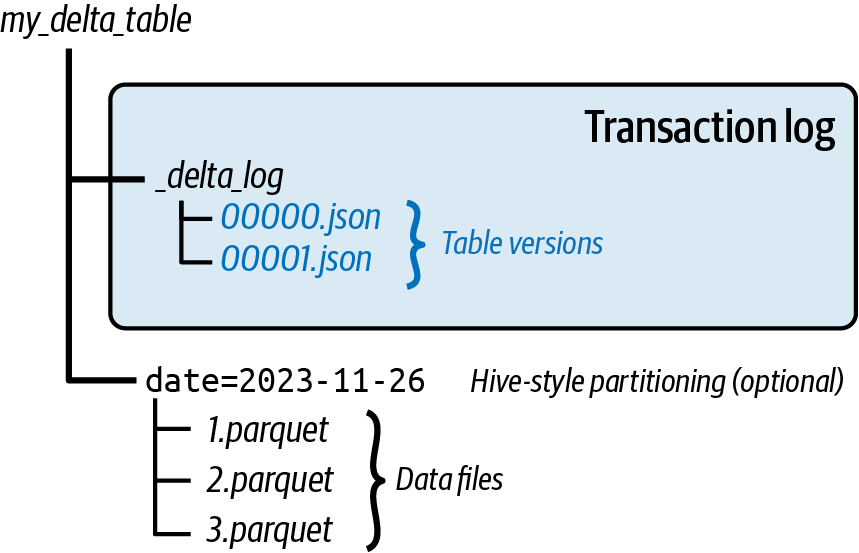 my_delta_table
Transaction log
_delta_log
00000.json
00001.json
Table versions
date=2023-11-26 Hive-style partitioning (optional)
1.parquet
2.parquet
3.parquet
Data files